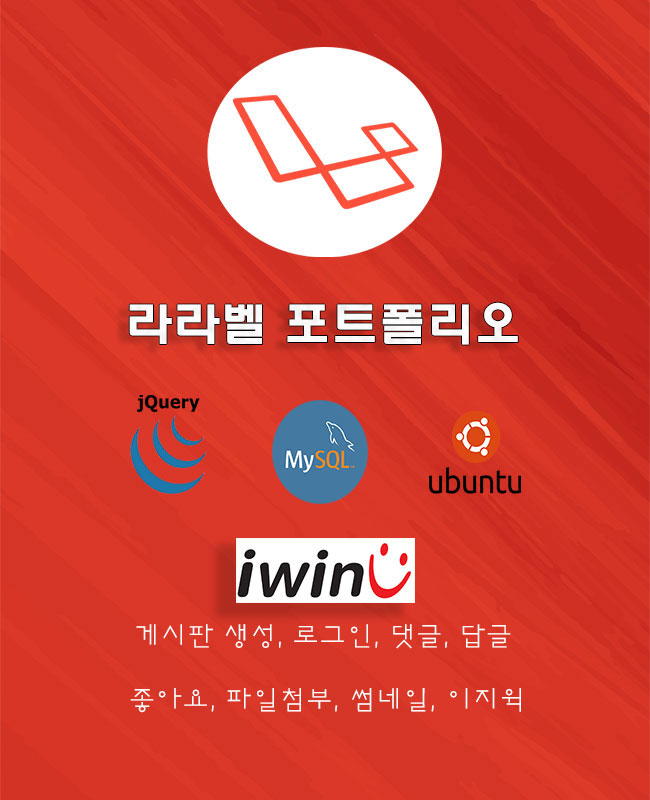 라라벨 포트폴리오
jQuery
MySQL
ubuntu
iwinU
게시판 생성, 로그인, 댓글, 답글
좋아요, 파일첨부, 썸네일, 이지윅